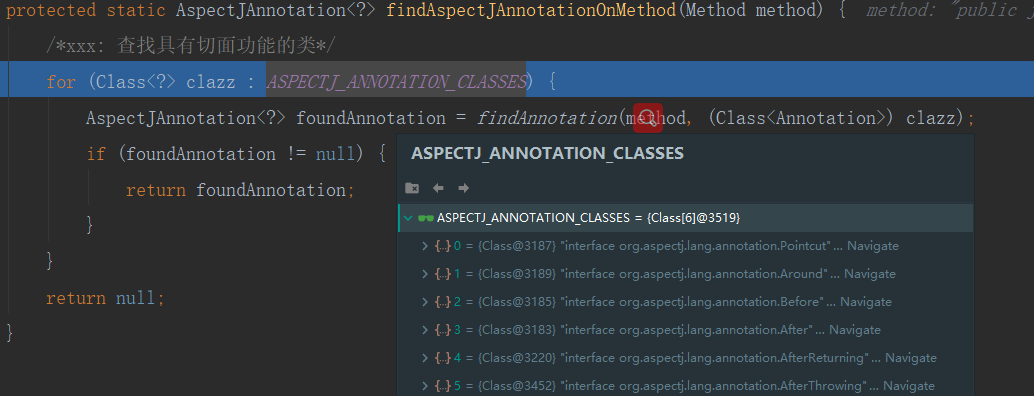 protected static AspectJAnnotation<?> findAspectJAnnotationOnMethod(Method method) {  method: "public
/*xxx: 查找具有切面功能的类*/
for (Class<?> clazz : ASPECTJ_ANNOTATION_CLASSES) {
AspectJAnnotation<?> foundAnnotation = findAnnotation(method, (Class<Annotation>) clazz);
if (foundAnnotation != null) {
return foundAnnotation;
}
}
return null;
}
ASPECTJ_ANNOTATION_CLASSES
ASPECTJ_ANNOTATION_CLASSES = {Class[6]@3519}
{...} 0 = {Class@3187} "interface org.aspectj.lang.annotation.Pointcut" ... Navigate
{...} 1 = {Class@3189} "interface org.aspectj.lang.annotation.Around" ... Navigate
{...} 2 = {Class@3185} "interface org.aspectj.lang.annotation.Before" ... Navigate
{...} 3 = {Class@3183} "interface org.aspectj.lang.annotation.After" ... Navigate
{...} 4 = {Class@3220} "interface org.aspectj.lang.annotation.AfterReturning" ... Navigate
{...} 5 = {Class@3452} "interface org.aspectj.lang.annotation.AfterThrowing" ... Navigate